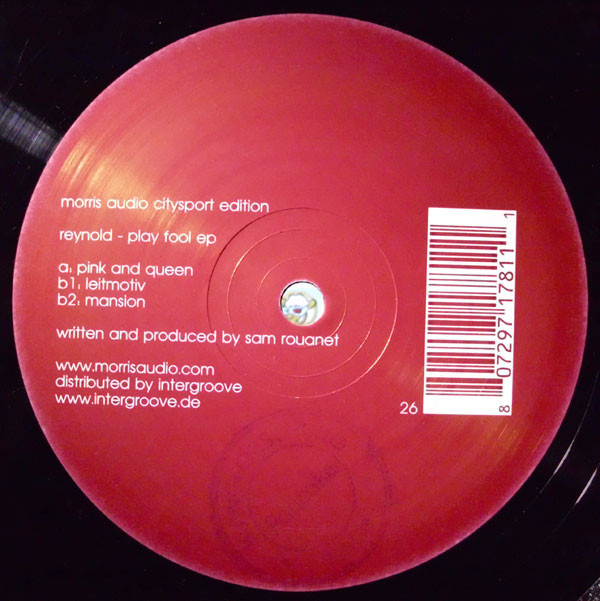 morris audio citysport edition
reynold - play fool ep
a: pink and queen
b1: leitmotiv
b2: mansion
written and produced by sam rouanet
www.morrisaudio.com
distributed by intergroove
www.intergroove.de
26
8 07297 17811 1